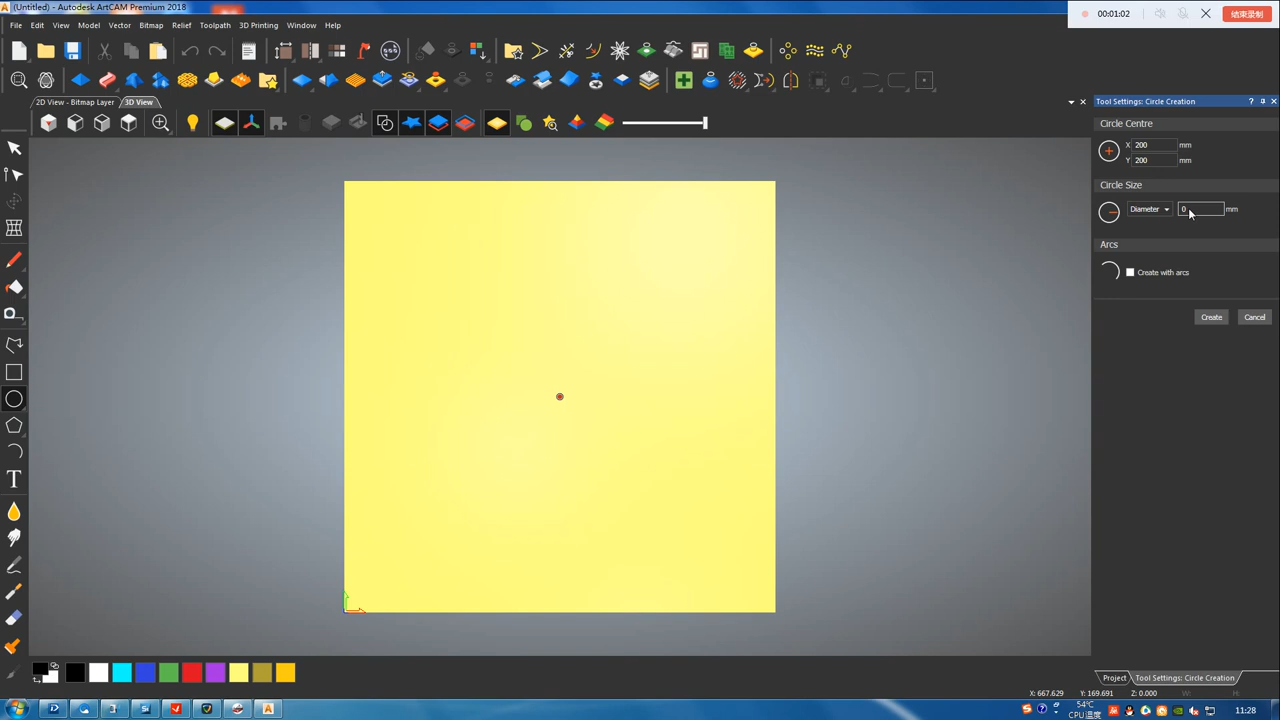 (Untitled) - Autodesk ArtCAM Premium 2018
00:01:02
结束录制
File Edit View Model Vector Bitmap Relief Toolpath 3D Printing Window Help
2D View - Bitmap Layer 3D View
Tool Settings: Circle Creation
Circle Centre
X 200 mm
Y 200 mm
Circle Size
Diameter 0 mm
Arcs
Create with arcs
Create Cancel
Project Tool Settings: Circle Creation
X: 667.629 Y: 169.691 Z: 0.000 W: H:
54℃
CPU温度
11:28